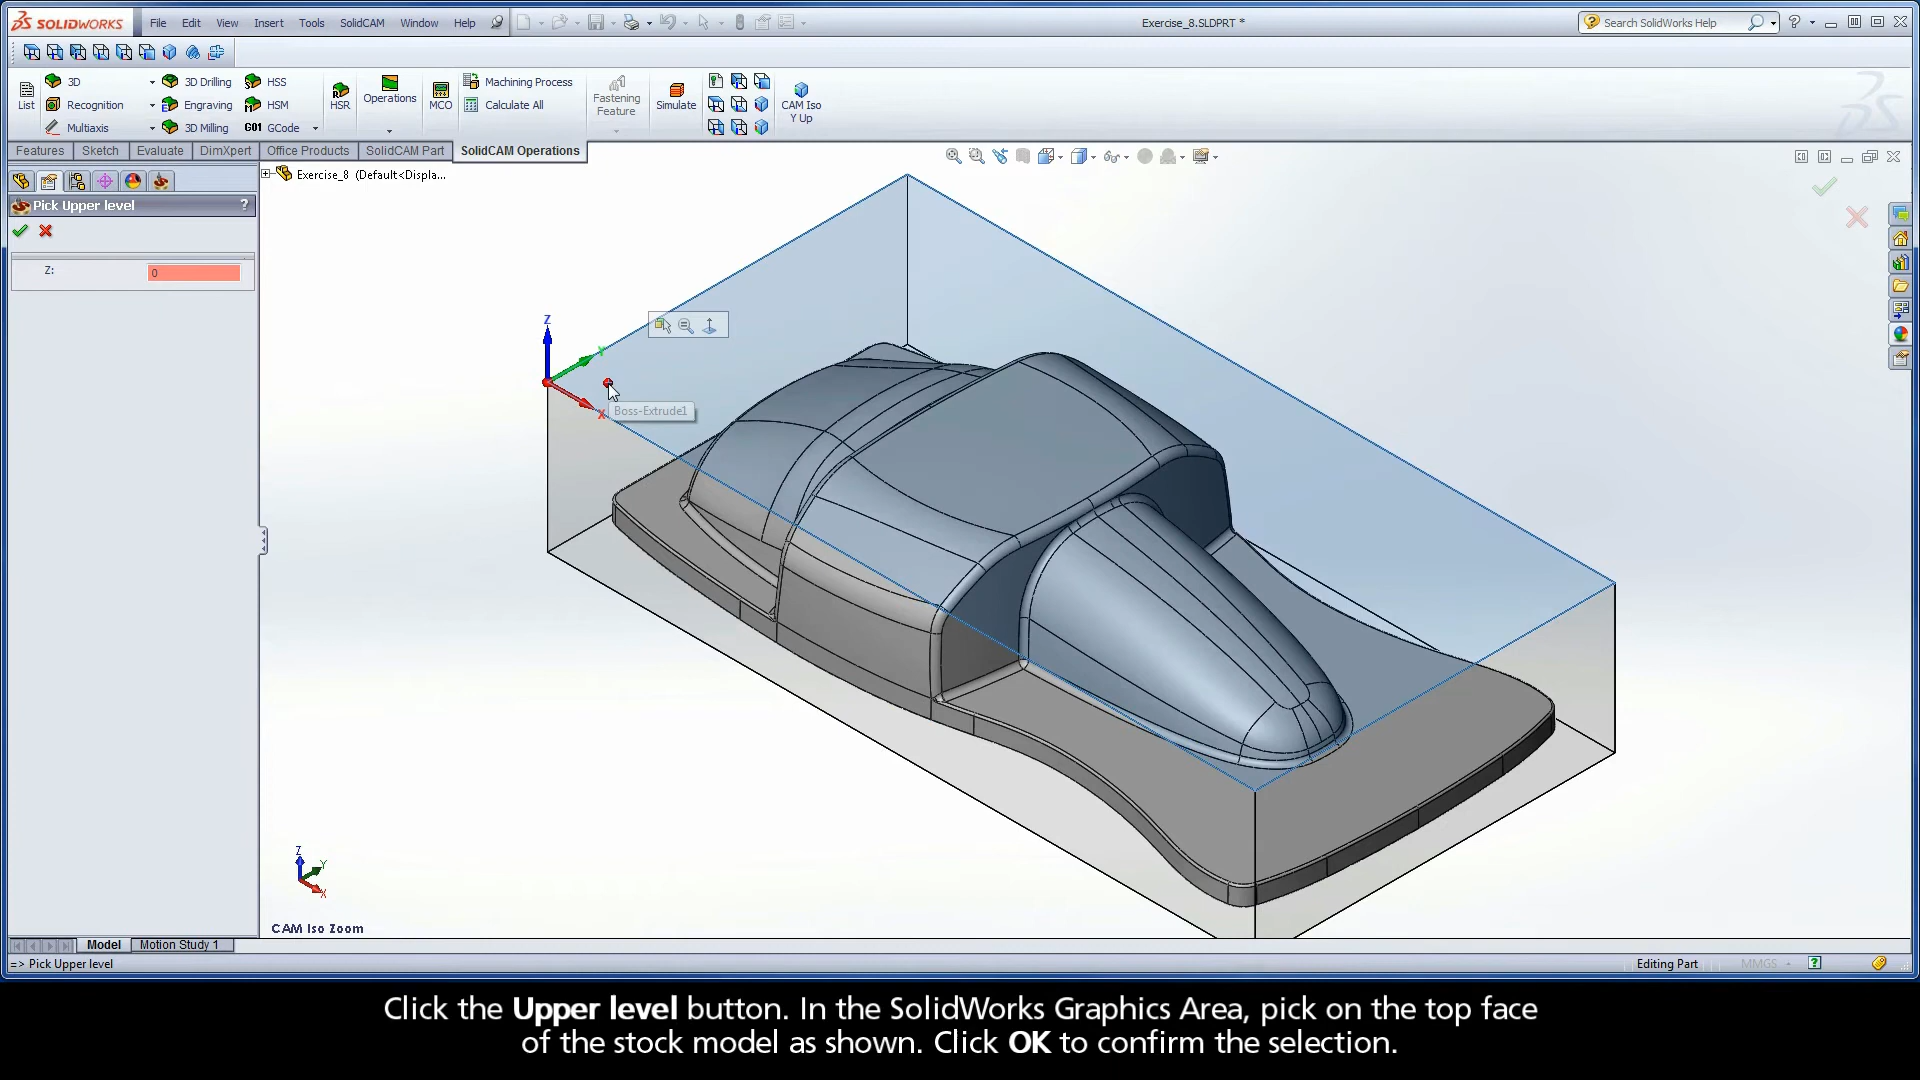 SOLIDWORKS File Edit View Insert Tools SolidCAM Window Help Exercise_8.SLDPRT * Search SolidWorks Help
3D 3D Drilling HSS Machining Process
List Recognition Engraving HSM HSR Operations MCO Calculate All Fastening Feature Simulate CAM Iso Y Up
Multiaxis 3D Milling G01 GCode
Features Sketch Evaluate DimXpert Office Products SolidCAM Part SolidCAM Operations
Exercise_8 (Default<Displa...
Pick Upper level ?
Z: 0
Z
Y
X
Boss-Extrude1
Z
Y
X
CAM Iso Zoom
Model Motion Study 1
=> Pick Upper level Editing Part MMGS
Click the Upper level button. In the SolidWorks Graphics Area, pick on the top face
of the stock model as shown. Click OK to confirm the selection.